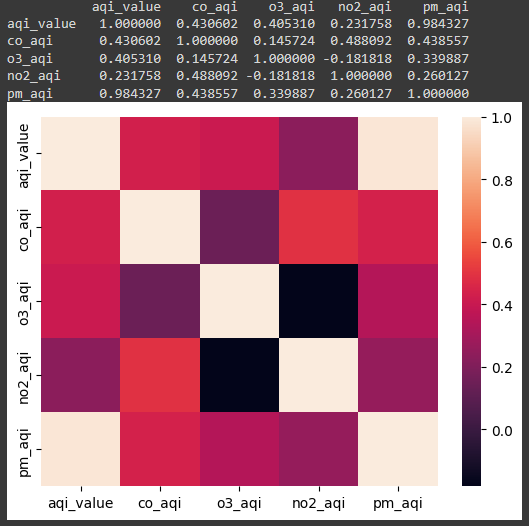 aqi_value co_aqi o3_aqi no2_aqi pm_aqi
aqi_value 1.000000 0.430602 0.405310 0.231758 0.984327
co_aqi 0.430602 1.000000 0.145724 0.488092 0.438557
o3_aqi 0.405310 0.145724 1.000000 -0.181818 0.339887
no2_aqi 0.231758 0.488092 -0.181818 1.000000 0.260127
pm_aqi 0.984327 0.438557 0.339887 0.260127 1.000000
aqi_value
co_aqi
o3_aqi
no2_aqi
pm_aqi
aqi_value co_aqi o3_aqi no2_aqi pm_aqi
1.0
0.8
0.6
0.4
0.2
0.0